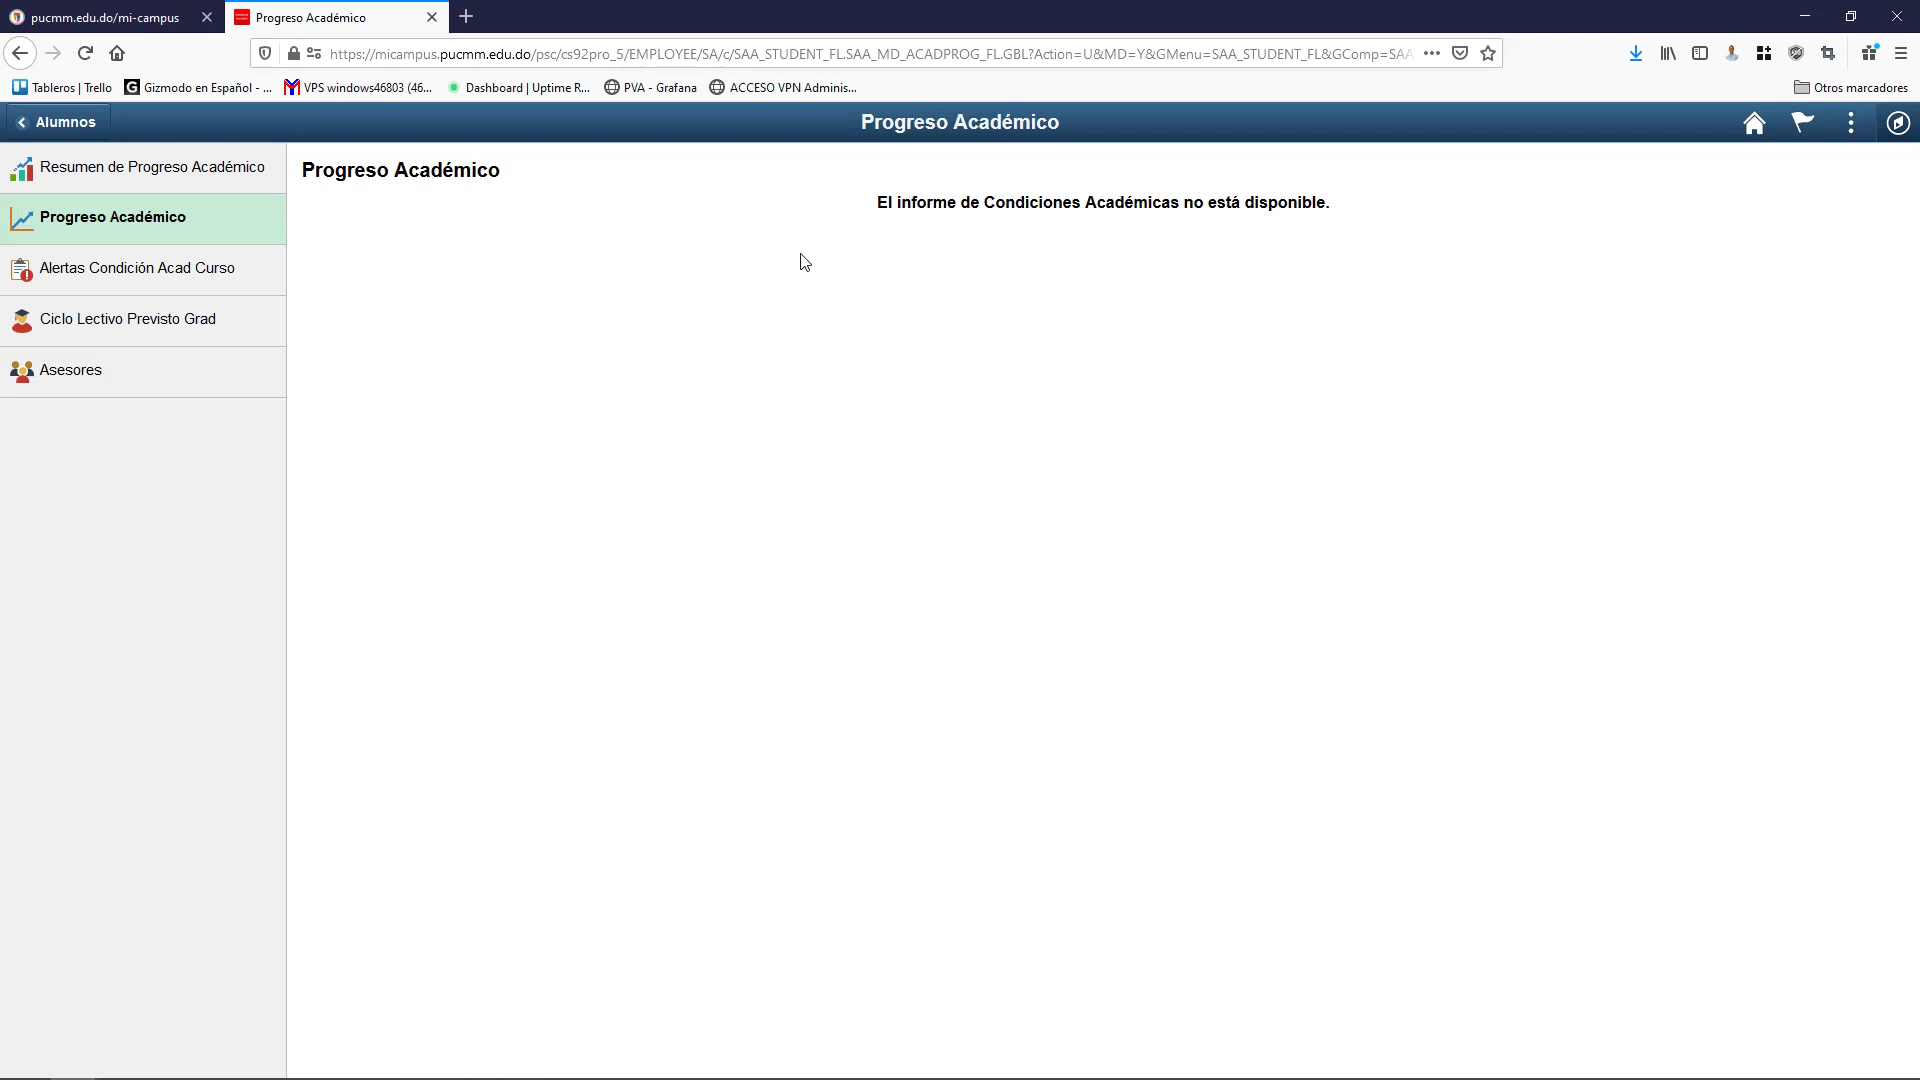 pucmm.edu.do/mi-campus
Progreso Académico
https://micampus.pucmm.edu.do/psc/cs92pro_5/EMPLOYEE/SA/c/SAA_STUDENT_FL.SAA_MD_ACADPROG_FL.GBL?Action=U&MD=Y&GMenu=SAA_STUDENT_FL&GComp=SAA
Tableros | Trello
Gizmodo en Español - ...
VPS windows46803 (46...
Dashboard | Uptime R...
PVA - Grafana
ACCESO VPN Adminis...
Otros marcadores
Alumnos
Progreso Académico
Resumen de Progreso Académico
Progreso Académico
Alertas Condición Acad Curso
Ciclo Lectivo Previsto Grad
Asesores
Progreso Académico
El informe de Condiciones Académicas no está disponible.